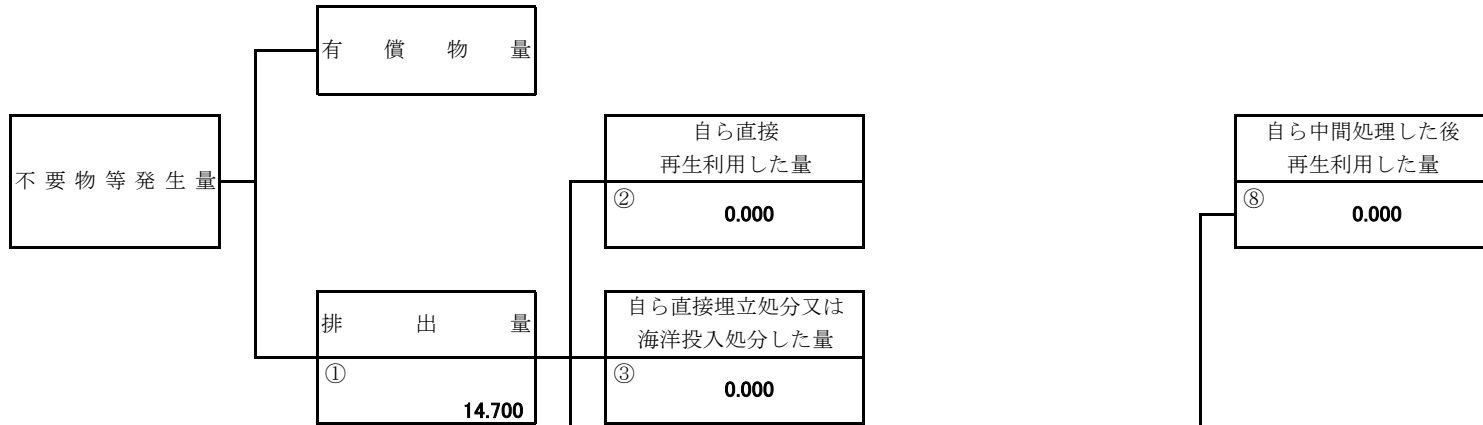 有償物量
不要物等発生量
自ら直接
再生利用した量
② 0.000
自ら中間処理した後
再生利用した量
⑧ 0.000
排出量
① 14.700
自ら直接埋立処分又は
海洋投入処分した量
③ 0.000